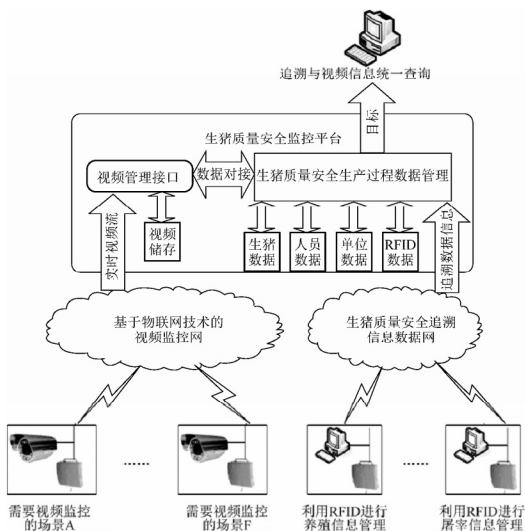 追溯与视频信息统一查询
目标
生猪质量安全监控平台
视频管理接口
数据对接
生猪质量安全生产过程数据管理
实时视频流
视频
储存
生猪
数据
人员
数据
单位
数据
RFID
数据
追溯数据信息
基于物联网技术的
视频监控网
生猪质量安全追溯
信息数据网
......
......
需要视频监控
的场景A
需要视频监控
的场景F
利用RFID进行
养殖信息管理
利用RFID进行
屠宰信息管理